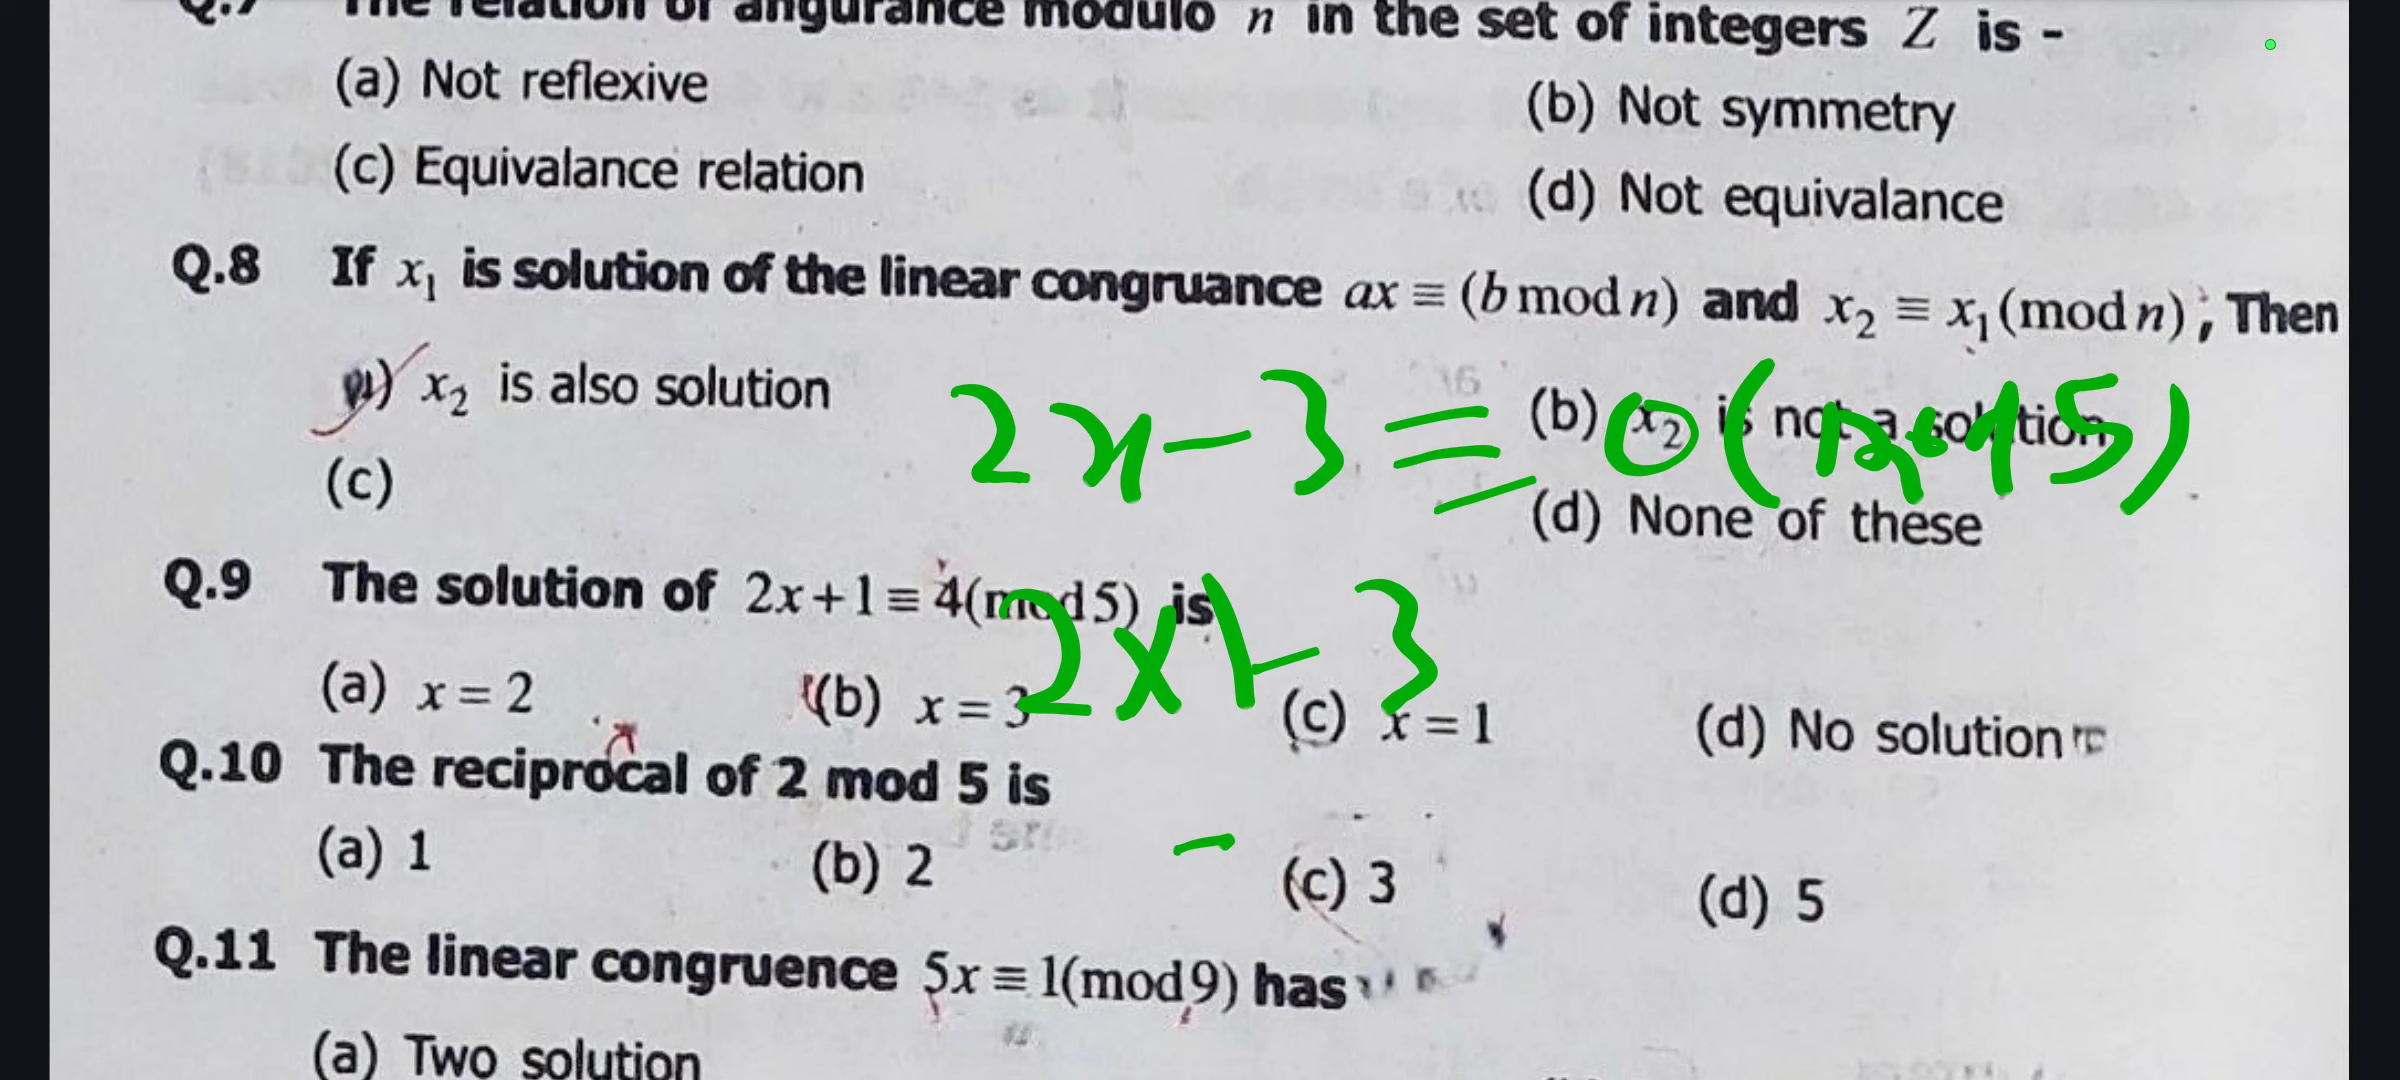 Q.7 The relation of angurance modulo n in the set of integers Z is -
(a) Not reflexive (b) Not symmetry
(c) Equivalance relation (d) Not equivalance
Q.8 If x₁ is solution of the linear congruance ax ≡ (b mod n) and x₂ ≡ x₁ (mod n) ; Then
(a) x₂ is also solution (b) x₂ is not a solution
2x-3 ≡ 0 (mod 5)
(c) (d) None of these
Q.9 The solution of 2x+1 ≡ 4(mod 5) is
2x1-3
(a) x = 2 (b) x = 3 (c) x = 1 (d) No solution
Q.10 The reciprocal of 2 mod 5 is
(a) 1 (b) 2 (c) 3 (d) 5
Q.11 The linear congruence 5x ≡ 1(mod 9) has
(a) Two solution